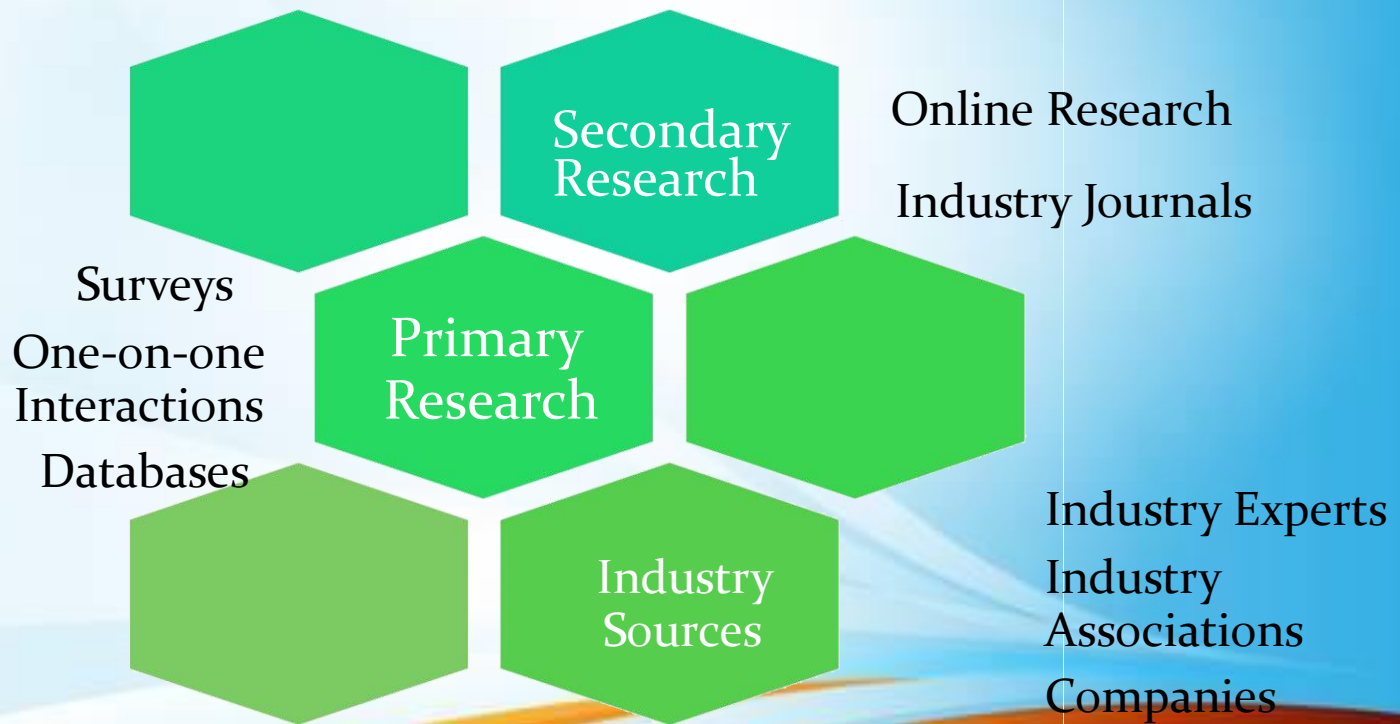 Secondary
Research
Online Research
Industry Journals
Surveys
One-on-one
Interactions
Databases
Primary
Research
Industry
Sources
Industry Experts
Industry
Associations
Companies